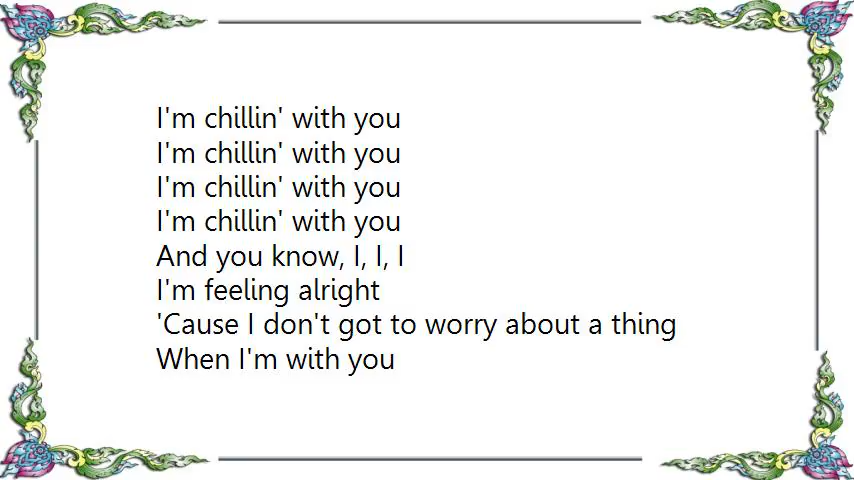 I'm chillin' with you
I'm chillin' with you
I'm chillin' with you
I'm chillin' with you
And you know, I, I, I
I'm feeling alright
'Cause I don't got to worry about a thing
When I'm with you